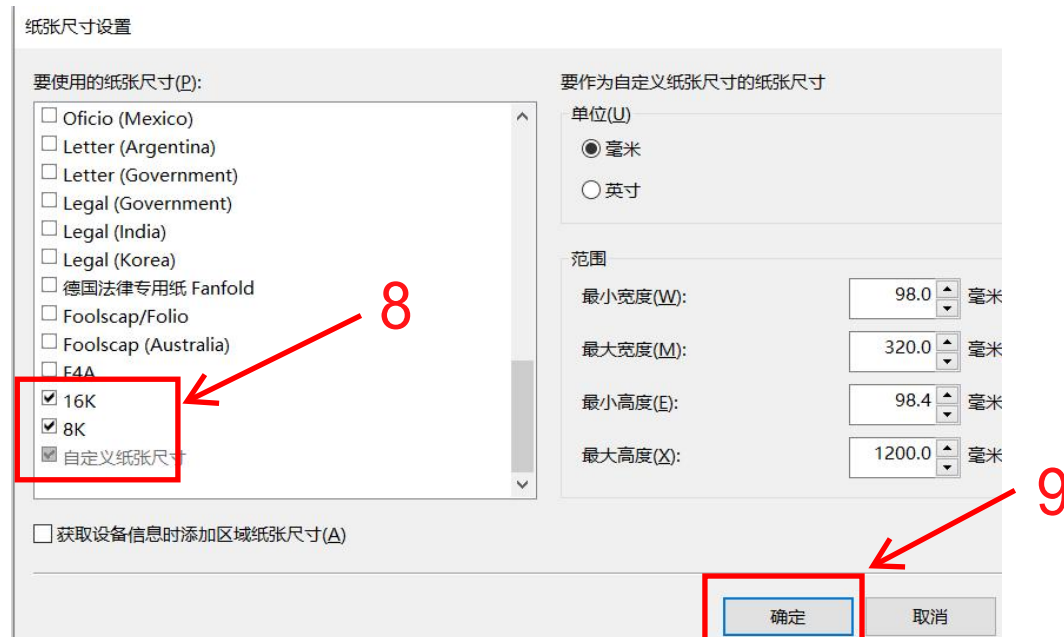 纸张尺寸设置
要使用的纸张尺寸(P):
Oficio (Mexico)
Letter (Argentina)
Letter (Government)
Legal (Government)
Legal (India)
Legal (Korea)
德国法律专用纸 Fanfold
Foolscap/Folio
Foolscap (Australia)
F4A
16K
8K
自定义纸张尺寸
8
获取设备信息时添加区域纸张尺寸(A)
要作为自定义纸张尺寸的纸张尺寸
单位(U)
毫米
英寸
范围
最小宽度(W): 98.0 毫米
最大宽度(M): 320.0 毫米
最小高度(E): 98.4 毫米
最大高度(X): 1200.0 毫米
9
确定 取消